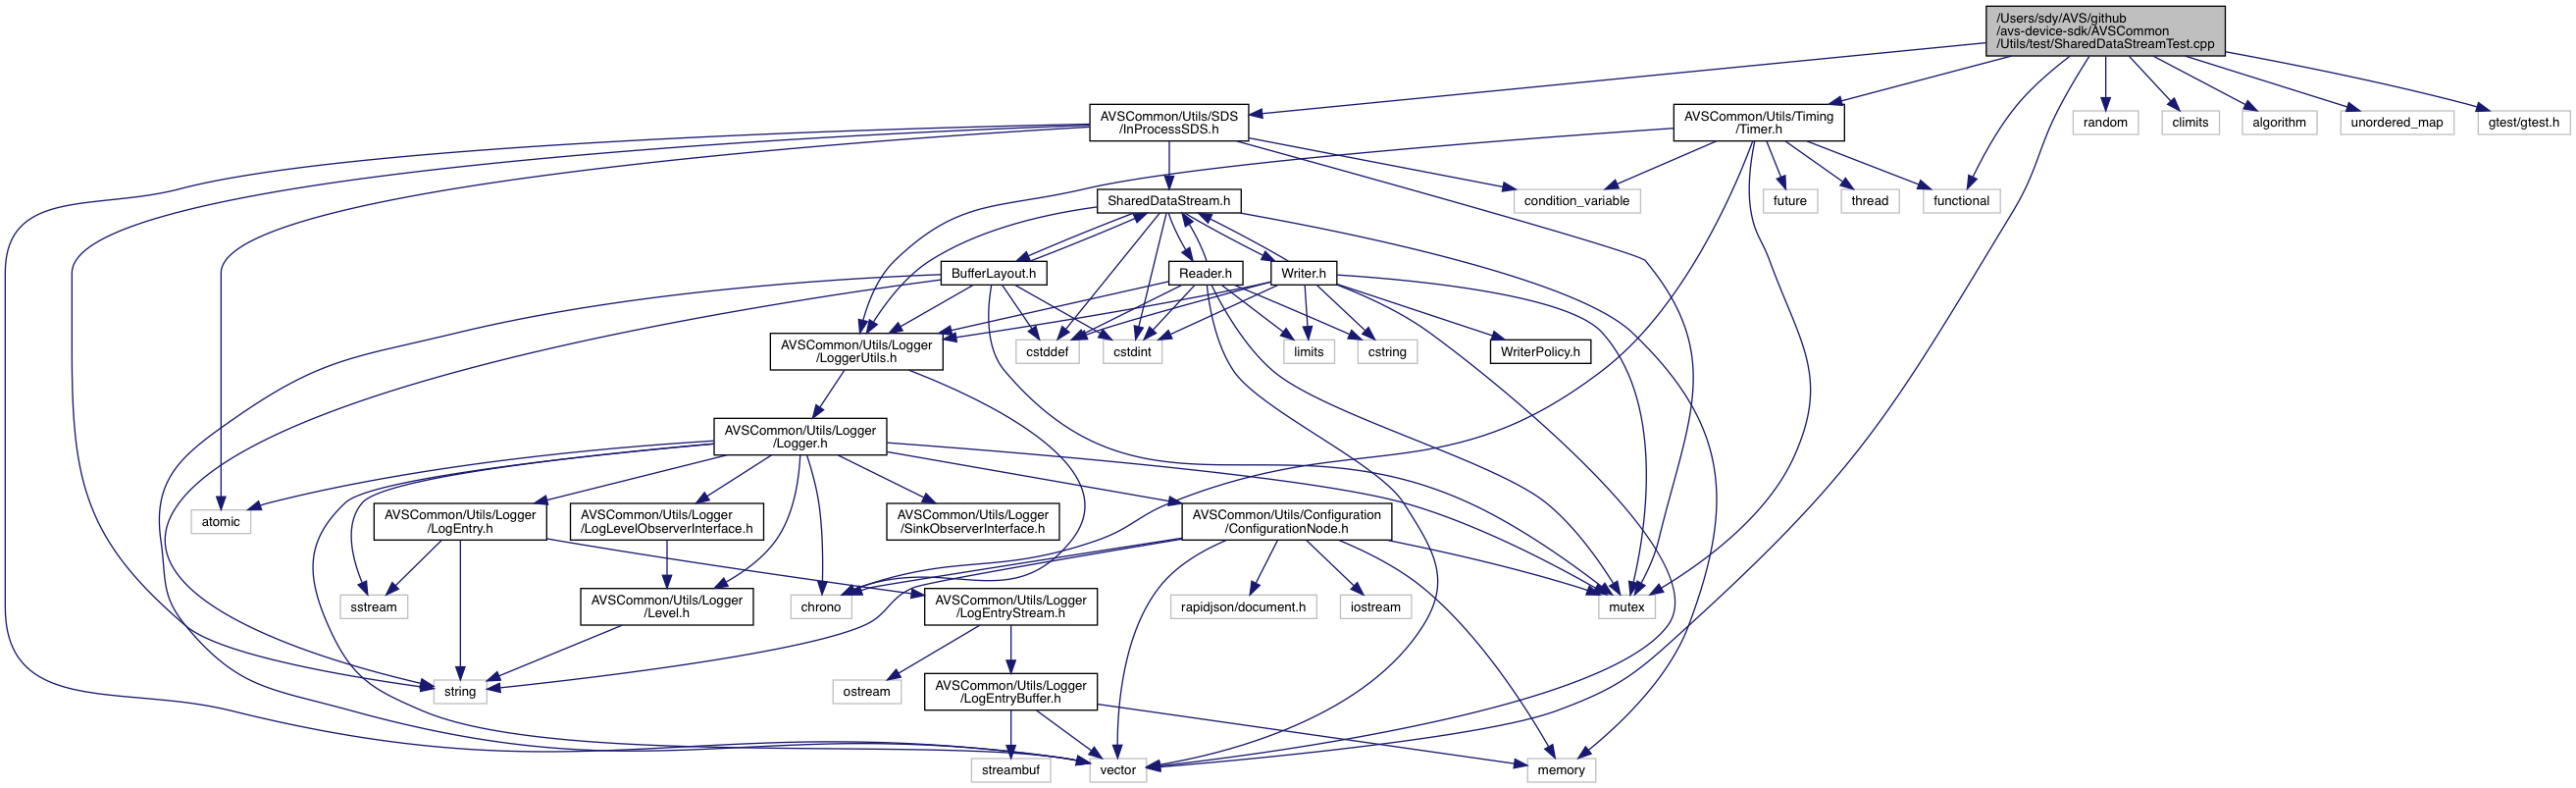 /Users/sdy/AVS/github
/avs-device-sdk/AVSCommon
/Utils/test/SharedDataStreamTest.cpp
AVSCommon/Utils/SDS
/InProcessSDS.h
AVSCommon/Utils/Timing
/Timer.h
random
climits
algorithm
unordered_map
gtest/gtest.h
SharedDataStream.h
condition_variable
future
thread
functional
BufferLayout.h
Reader.h
Writer.h
AVSCommon/Utils/Logger
/LoggerUtils.h
cstddef
cstdint
limits
cstring
WriterPolicy.h
AVSCommon/Utils/Logger
/Logger.h
atomic
AVSCommon/Utils/Logger
/LogEntry.h
AVSCommon/Utils/Logger
/LogLevelObserverInterface.h
AVSCommon/Utils/Logger
/SinkObserverInterface.h
AVSCommon/Utils/Configuration
/ConfigurationNode.h
sstream
AVSCommon/Utils/Logger
/Level.h
chrono
AVSCommon/Utils/Logger
/LogEntryStream.h
rapidjson/document.h
iostream
mutex
string
ostream
AVSCommon/Utils/Logger
/LogEntryBuffer.h
streambuf
vector
memory